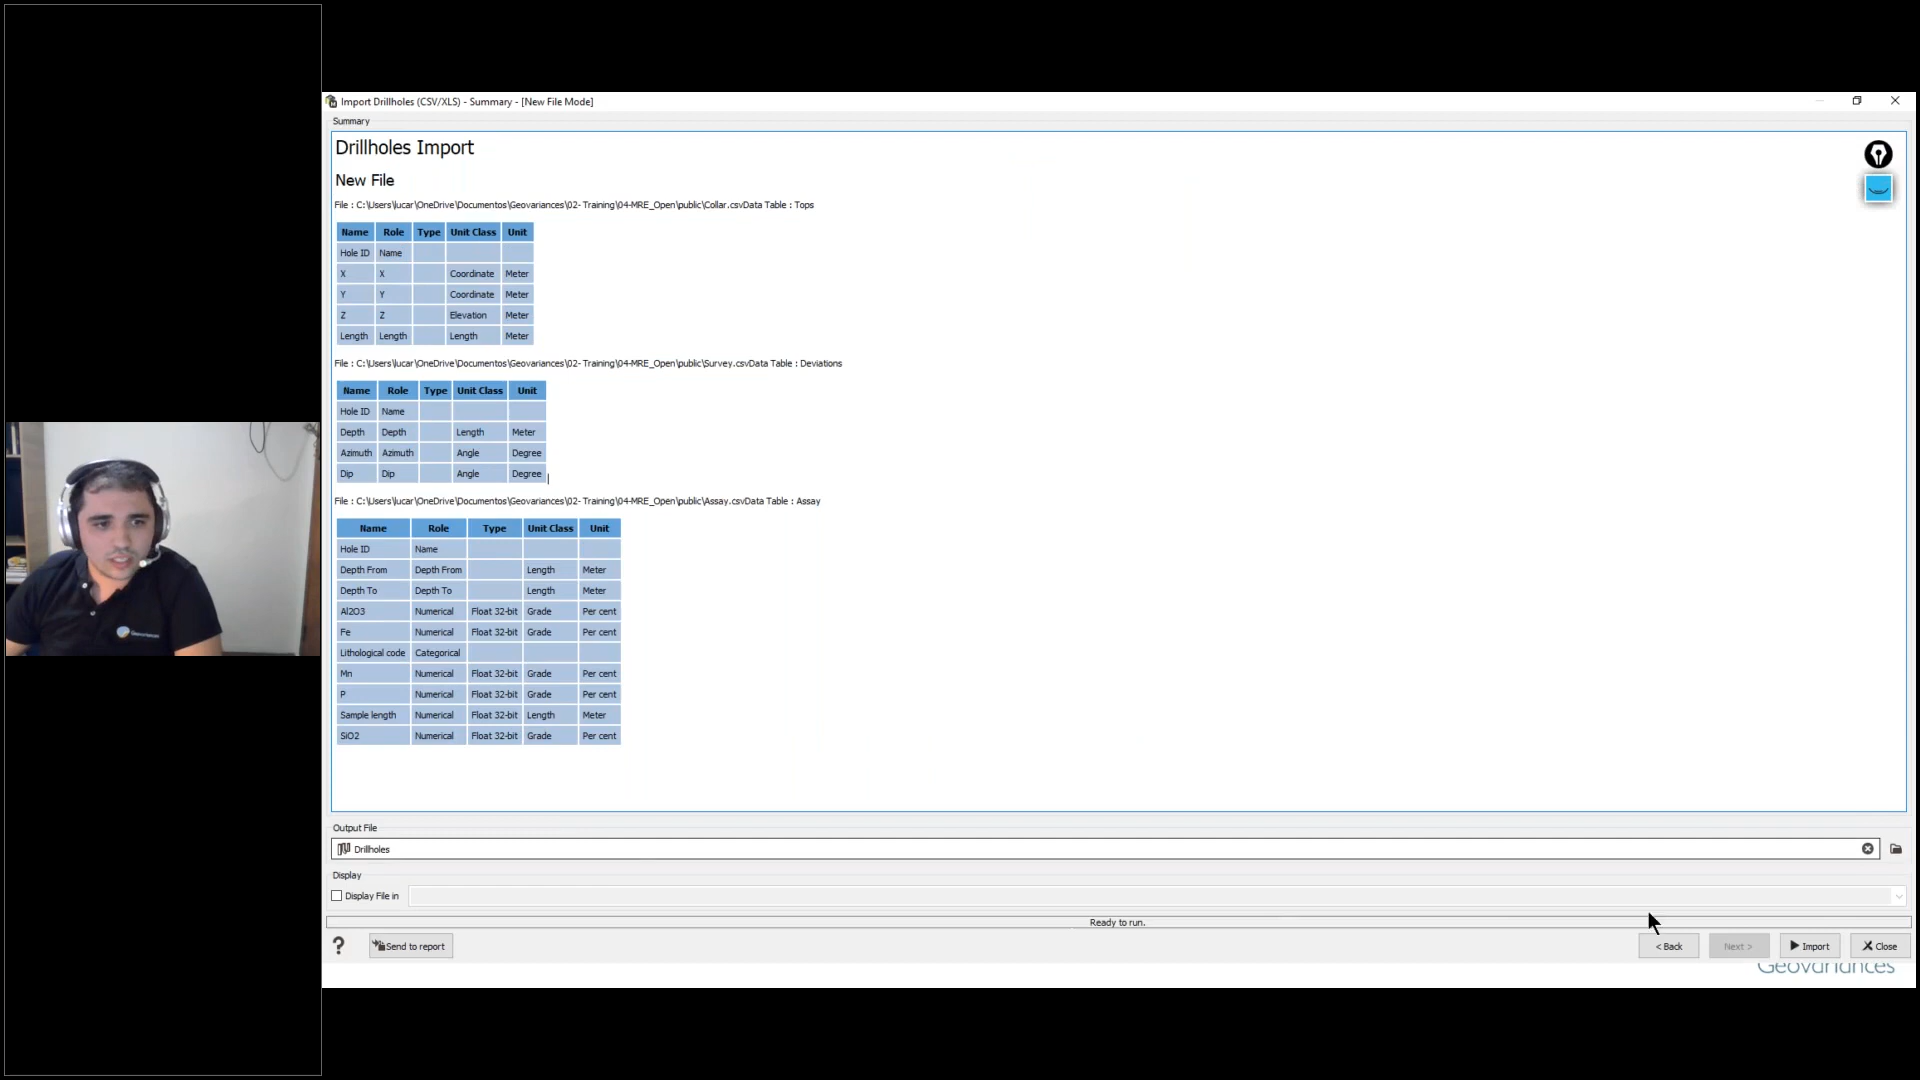 Import Drillholes (CSV/XLS) - Summary - [New File Mode]
Summary
Drillholes Import
New File
File : C:\Users\lucar\OneDrive\Documentos\Geovariances\02- Training\04-MRE_Open\public\Collar.csvData Table : Tops
Name Role Type Unit Class Unit
Hole ID Name
X X Coordinate Meter
Y Y Coordinate Meter
Z Z Elevation Meter
Length Length Length Meter
File : C:\Users\lucar\OneDrive\Documentos\Geovariances\02- Training\04-MRE_Open\public\Survey.csvData Table : Deviations
Name Role Type Unit Class Unit
Hole ID Name
Depth Depth Length Meter
Azimuth Azimuth Angle Degree
Dip Dip Angle Degree
File : C:\Users\lucar\OneDrive\Documentos\Geovariances\02- Training\04-MRE_Open\public\Assay.csvData Table : Assay
Name Role Type Unit Class Unit
Hole ID Name
Depth From Depth From Length Meter
Depth To Depth To Length Meter
Al2O3 Numerical Float 32-bit Grade Per cent
Fe Numerical Float 32-bit Grade Per cent
Lithological code Categorical
Mn Numerical Float 32-bit Grade Per cent
P Numerical Float 32-bit Grade Per cent
Sample length Numerical Float 32-bit Length Meter
SiO2 Numerical Float 32-bit Grade Per cent
Output File
Drillholes
Display
Display File in
Ready to run.
? Send to report < Back Next > Import Close
Geovariances
Geovariances